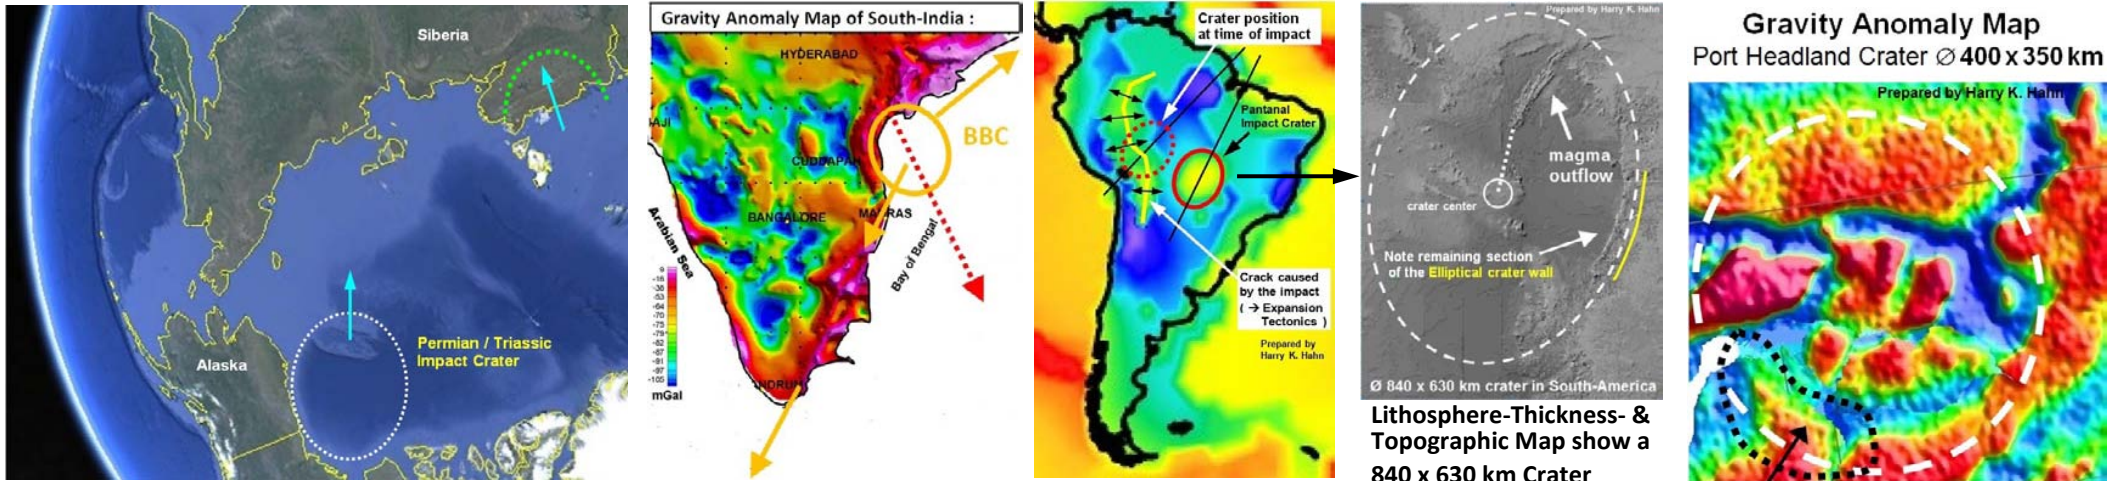 Siberia
Alaska
Permian / Triassic
Impact Crater
Gravity Anomaly Map of South-India :
HYDERABAD
AJI
CUDDAPAH
BBC
BANGALORE
MADRAS
Arabian Sea
Bay of Bengal
mGal
Crater position
at time of impact
Pantanal
Impact Crater
Crack caused
by the impact
( → Expansion
Tectonics )
Prepared by
Harry K. Hahn
Prepared by Harry K. Hahn
magma
outflow
crater center
Note remaining section
of the Elliptical crater wall
Ø 840 x 630 km crater in South-America
Lithosphere-Thickness- &
Topographic Map show a
840 x 630 km Crater
Gravity Anomaly Map
Port Headland Crater Ø 400 x 350 km
Prepared by Harry K. Hahn